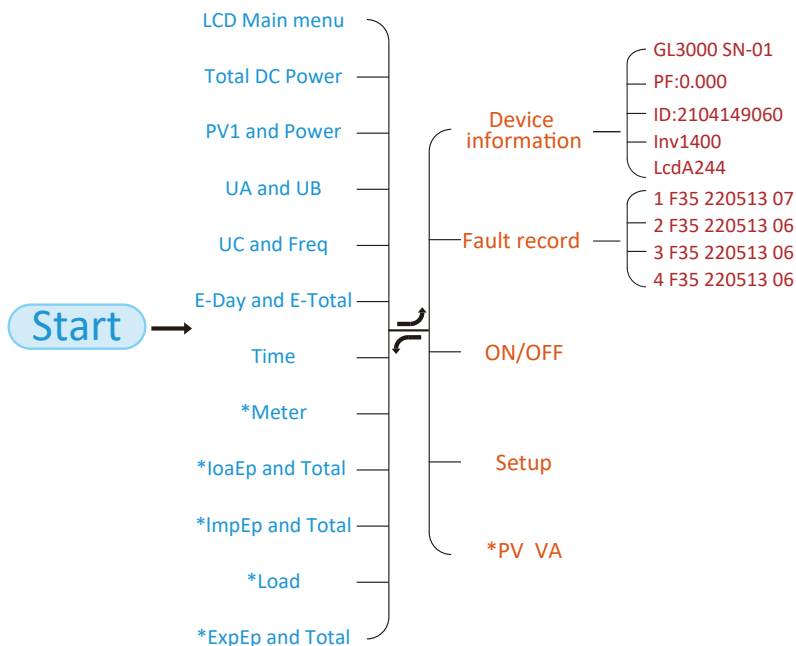 Start
LCD Main menu
Total DC Power
PV1 and Power
UA and UB
UC and Freq
E-Day and E-Total
Time
*Meter
*IoaEp and Total
*ImpEp and Total
*Load
*ExpEp and Total
Device
information
Fault record
ON/OFF
Setup
*PV VA
GL3000 SN-01
PF:0.000
ID:2104149060
Inv1400
LcdA244
1 F35 220513 07
2 F35 220513 06
3 F35 220513 06
4 F35 220513 06